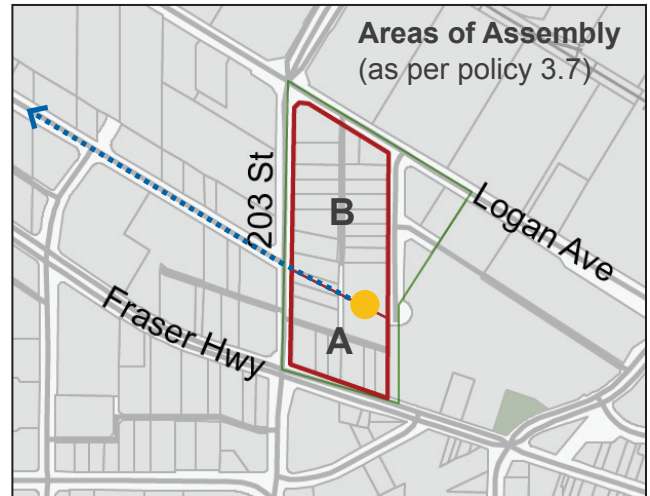 Areas of Assembly
(as per policy 3.7)
203 St
B
Logan Ave
A
Fraser Hwy